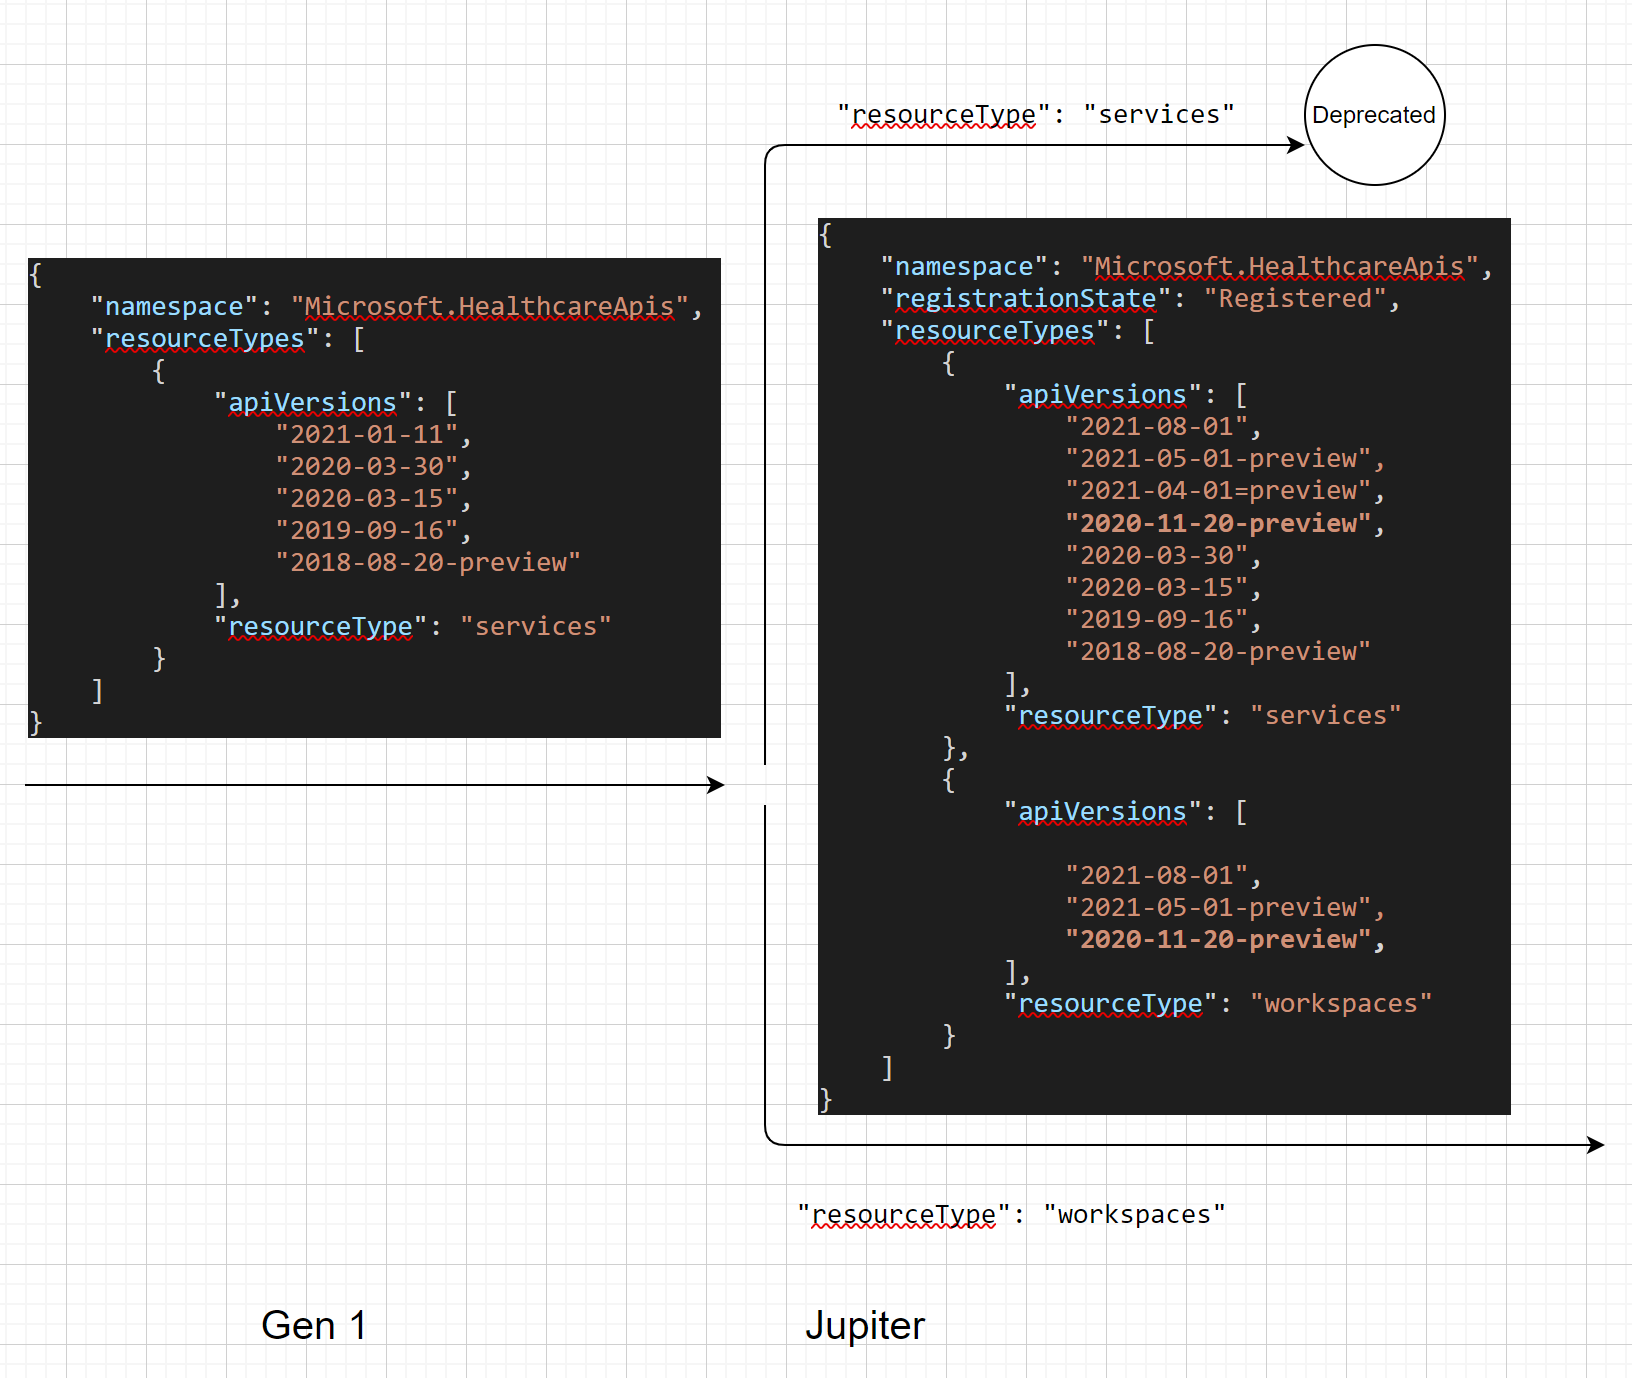 "resourceType": "services"
Deprecated
{
    "namespace": "Microsoft.HealthcareApis",
    "resourceTypes": [
        {
            "apiVersions": [
                "2021-01-11",
                "2020-03-30",
                "2020-03-15",
                "2019-09-16",
                "2018-08-20-preview"
            ],
            "resourceType": "services"
        }
    ]
}
{
    "namespace": "Microsoft.HealthcareApis",
    "registrationState": "Registered",
    "resourceTypes": [
        {
            "apiVersions": [
                "2021-08-01",
                "2021-05-01-preview",
                "2021-04-01=preview",
                "2020-11-20-preview",
                "2020-03-30",
                "2020-03-15",
                "2019-09-16",
                "2018-08-20-preview"
            ],
            "resourceType": "services"
        },
        {
            "apiVersions": [
                "2021-08-01",
                "2021-05-01-preview",
                "2020-11-20-preview",
            ],
            "resourceType": "workspaces"
        }
    ]
}
"resourceType": "workspaces"
Gen 1
Jupiter